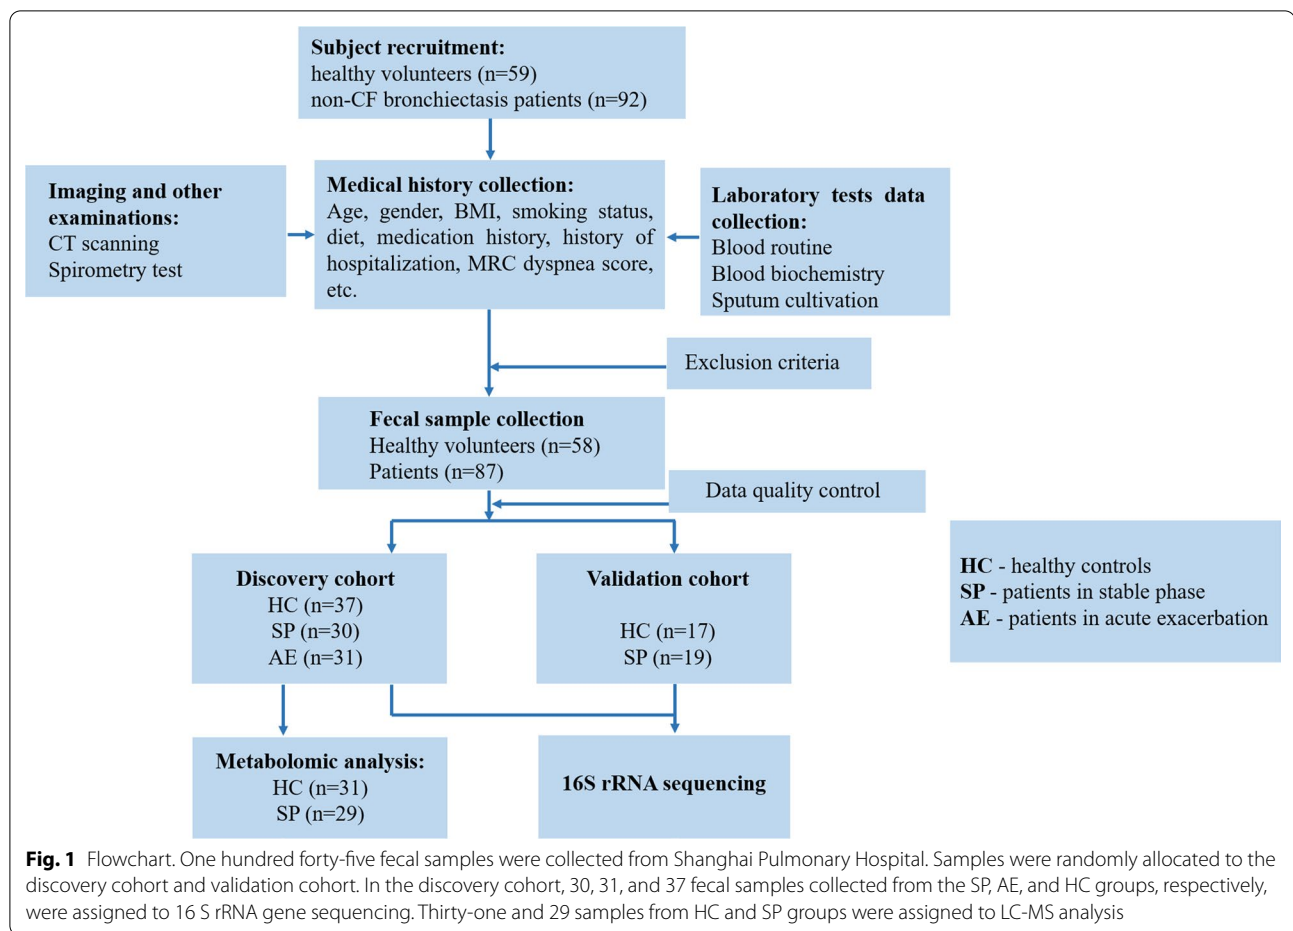 Subject recruitment:
healthy volunteers (n=59)
non-CF bronchiectasis patients (n=92)
Imaging and other
examinations:
CT scanning
Spirometry test
Medical history collection:
Age, gender, BMI, smoking status,
diet, medication history, history of
hospitalization, MRC dyspnea score,
etc.
Laboratory tests data
collection:
Blood routine
Blood biochemistry
Sputum cultivation
Exclusion criteria
Fecal sample collection
Healthy volunteers (n=58)
Patients (n=87)
Data quality control
Discovery cohort
HC (n=37)
SP (n=30)
AE (n=31)
Validation cohort
HC (n=17)
SP (n=19)
HC - healthy controls
SP - patients in stable phase
AE - patients in acute exacerbation
Metabolomic analysis:
HC (n=31)
SP (n=29)
16S rRNA sequencing
Fig. 1 Flowchart. One hundred forty-five fecal samples were collected from Shanghai Pulmonary Hospital. Samples were randomly allocated to the
discovery cohort and validation cohort. In the discovery cohort, 30, 31, and 37 fecal samples collected from the SP, AE, and HC groups, respectively,
were assigned to 16 S rRNA gene sequencing. Thirty-one and 29 samples from HC and SP groups were assigned to LC-MS analysis